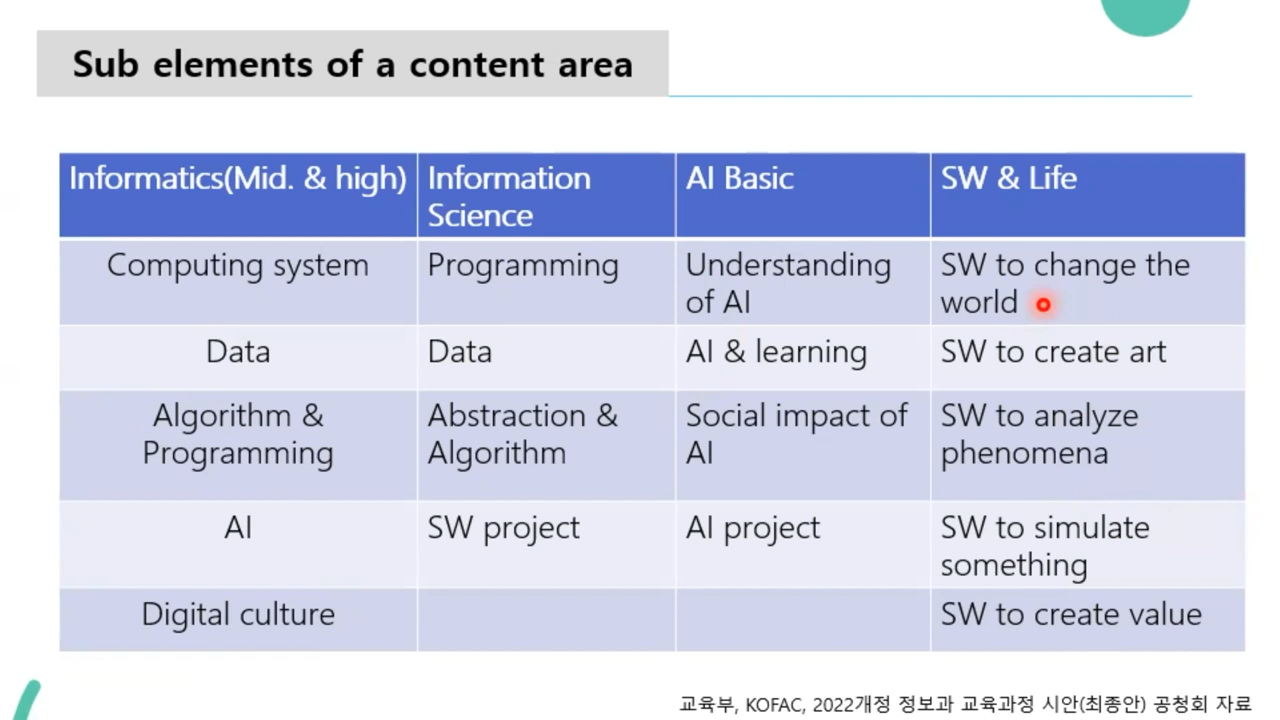 Sub elements of a content area
Informatics(Mid. & high)
Information
Science
AI Basic
SW & Life
Computing system
Programming
Understanding
of AI
SW to change the
world
Data
Data
AI & learning
SW to create art
Algorithm &
Programming
Abstraction &
Algorithm
Social impact of
AI
SW to analyze
phenomena
AI
SW project
AI project
SW to simulate
something
Digital culture
SW to create value
교육부, KOFAC, 2022개정 정보과 교육과정 시안(최종안) 공청회 자료